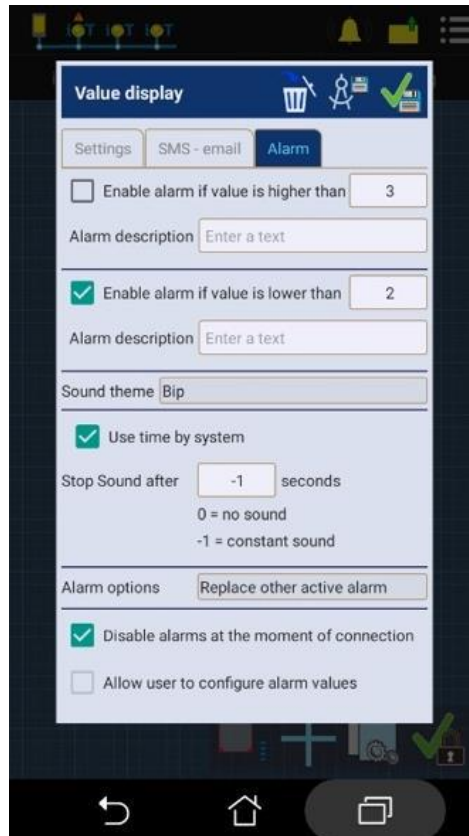 IOT IOT IOT
Value display
Settings SMS - email Alarm
Enable alarm if value is higher than 3
Alarm description Enter a text
Enable alarm if value is lower than 2
Alarm description Enter a text
Sound theme Bip
Use time by system
Stop Sound after -1 seconds
0 = no sound
-1 = constant sound
Alarm options Replace other active alarm
Disable alarms at the moment of connection
Allow user to configure alarm values